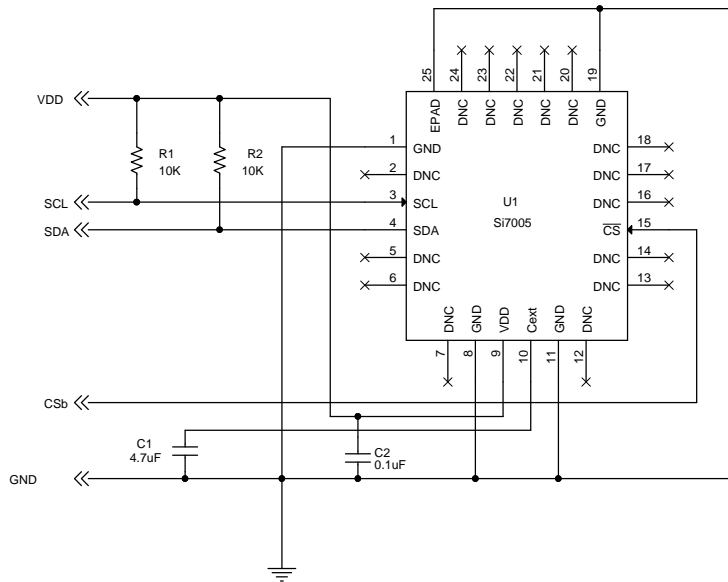 25
24
23
22
21
20
19
EPAD
DNC
DNC
DNC
DNC
DNC
GND
VDD
R1
10K
R2
10K
SCL
SDA
1
GND
2
DNC
3
SCL
4
SDA
5
DNC
6
DNC
U1
Si7005
DNC
18
DNC
17
DNC
16
CS
15
DNC
14
DNC
13
DNC
GND
VDD
Cext
GND
DNC
7
8
9
10
11
12
CSb
C1
4.7uF
C2
0.1uF
GND